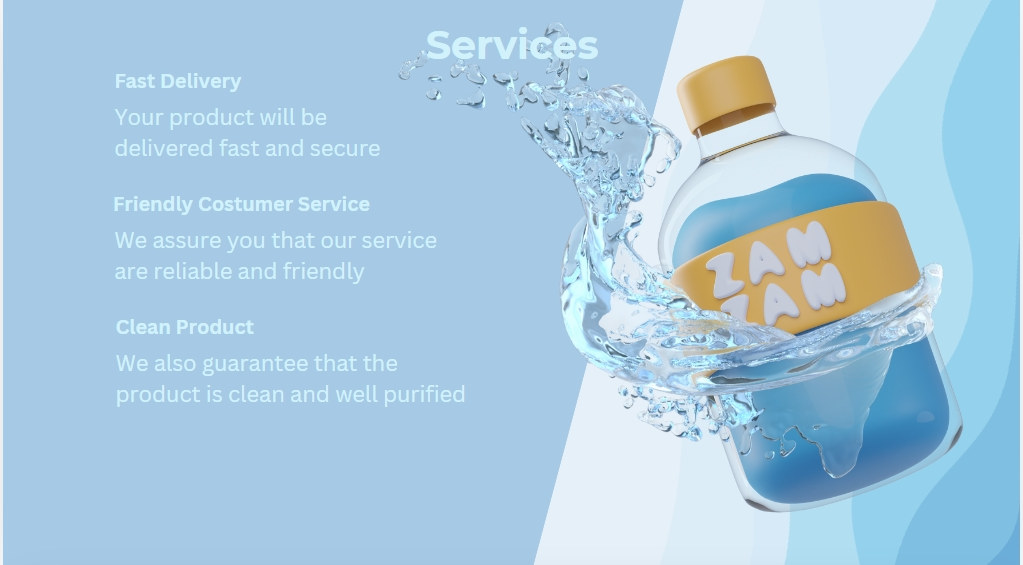 Services
Fast Delivery
Your product will be
delivered fast and secure
Friendly Costumer Service
We assure you that our service
are reliable and friendly
Clean Product
We also guarantee that the
product is clean and well purified
ZAM
ZAM